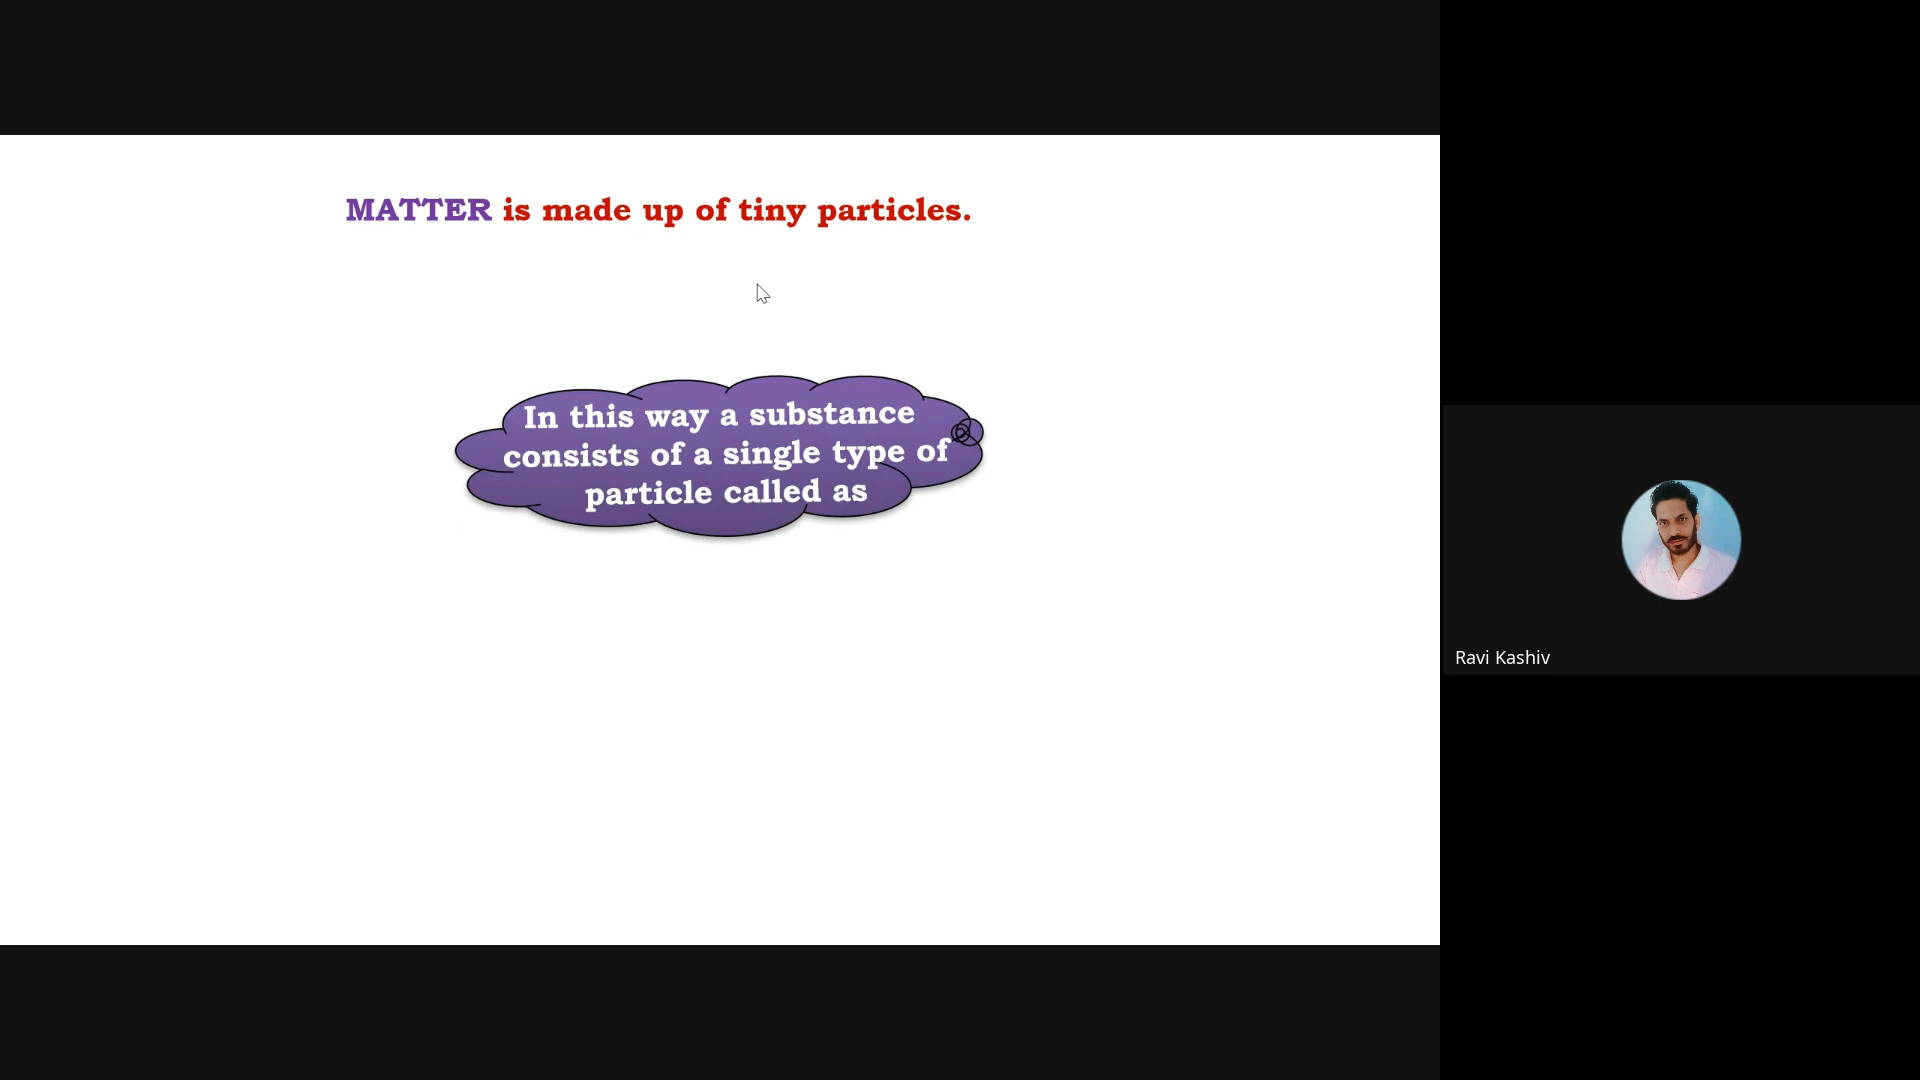 MATTER is made up of tiny particles.
In this way a substance
consists of a single type of
particle called as
Ravi Kashiv